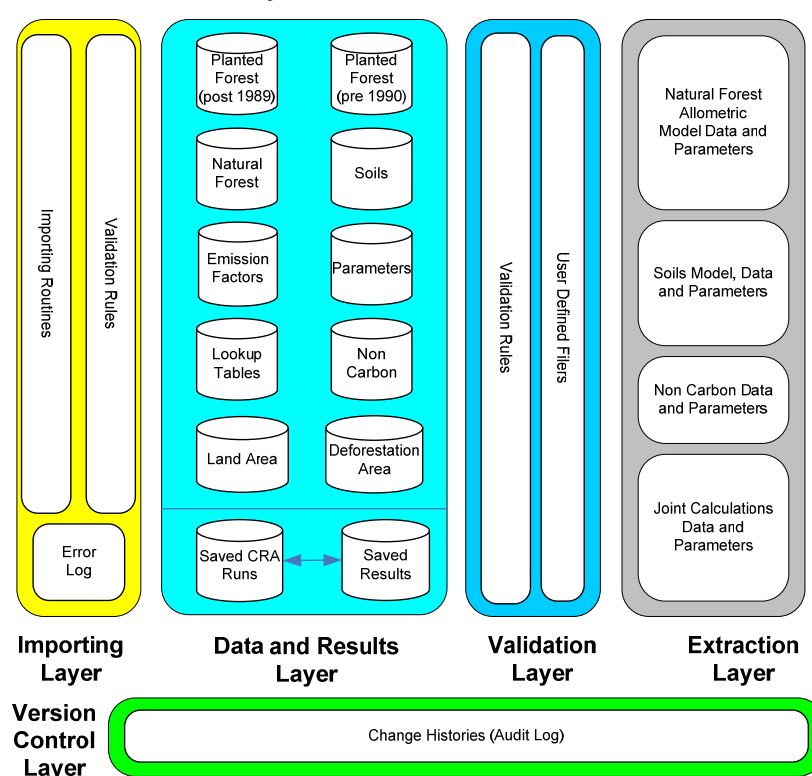 Importing Routines
Validation Rules
Error
Log
Planted
Forest
(post 1989)
Planted
Forest
(pre 1990)
Natural
Forest
Soils
Emission
Factors
Parameters
Lookup
Tables
Non
Carbon
Land Area
Deforestation
Area
Saved CRA
Runs
Saved
Results
Validation Rules
User Defined Filers
Natural Forest
Allometric
Model Data and
Parameters
Soils Model, Data
and Parameters
Non Carbon Data
and Parameters
Joint Calculations
Data and
Parameters
Importing
Layer
Data and Results
Layer
Validation
Layer
Extraction
Layer
Version
Control
Layer
Change Histories (Audit Log)